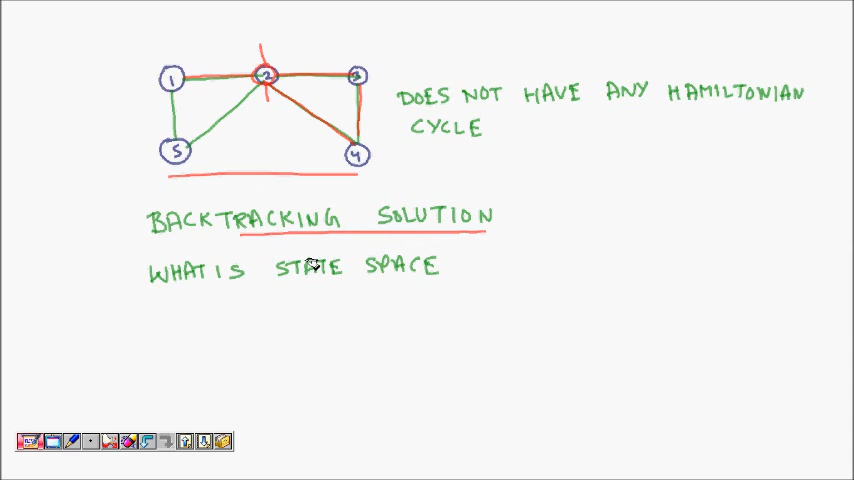 1 2 3
5 4
DOES NOT HAVE ANY HAMILTONIAN
CYCLE
BACKTRACKING SOLUTION
WHAT IS STATE SPACE